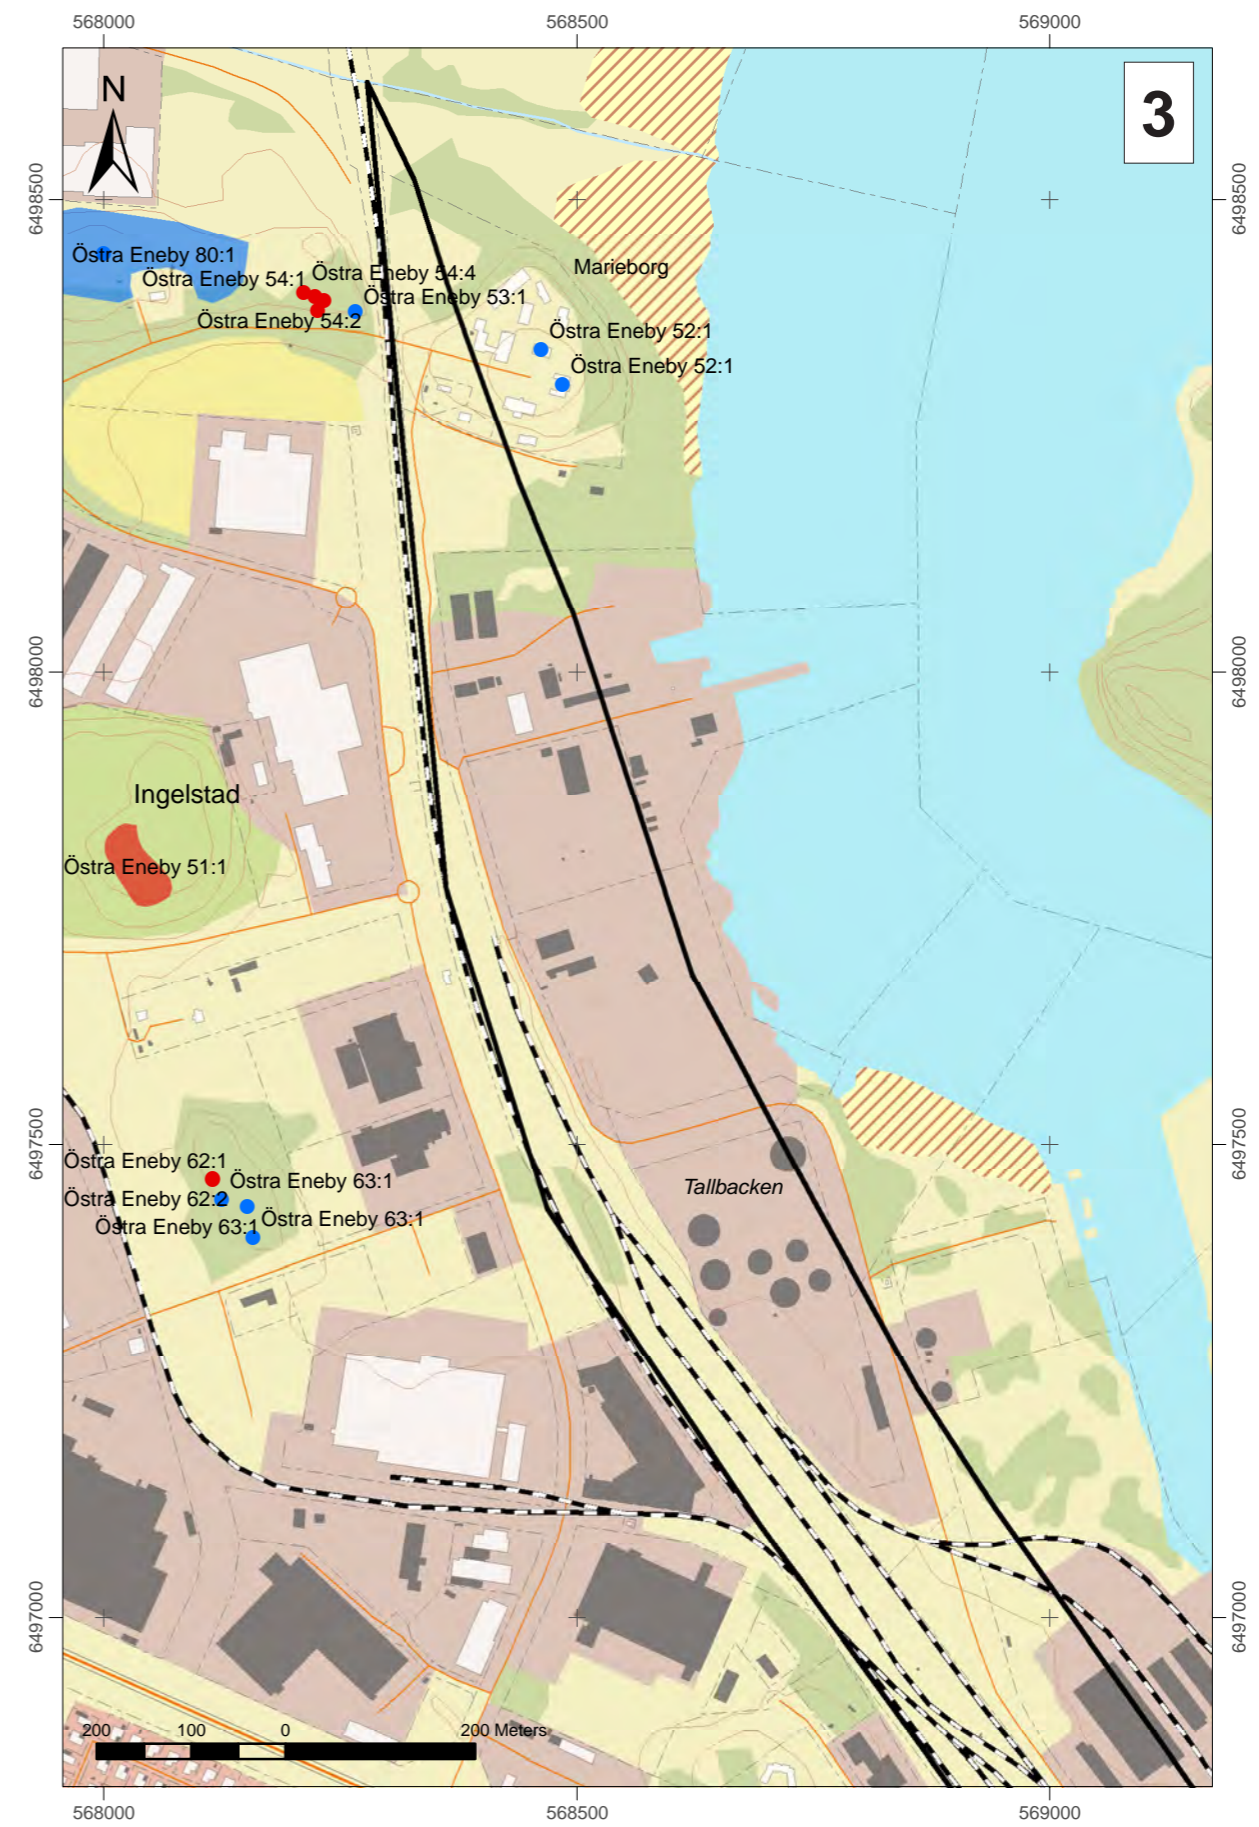 568000 568500 569000
N
3
6498500 6498500
Östra Eneby 80:1
Östra Eneby 54:4
Östra Eneby 54:1
Marieborg
Östra Eneby 53:1
Östra Eneby 54:2
Östra Eneby 52:1
Östra Eneby 52:1
6498000 6498000
Ingelstad
Östra Eneby 51:1
6497500 6497500
Östra Eneby 62:1
Östra Eneby 63:1
Tallbacken
Östra Eneby 62:2
Östra Eneby 63:1
Östra Eneby 63:1
6497000 6497000
200 100 0 200 Meters
568000 568500 569000